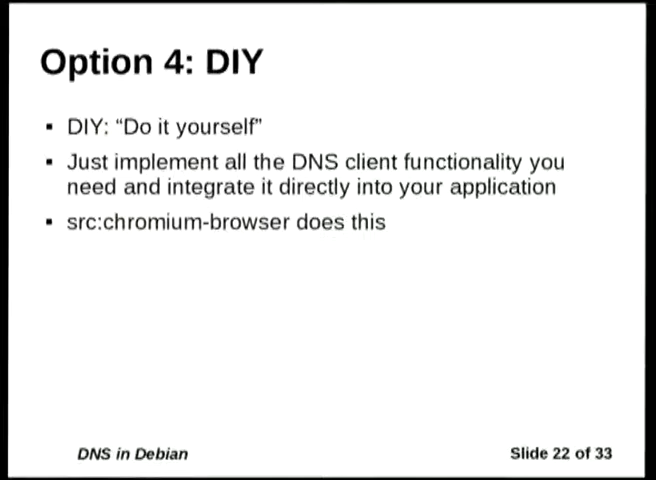 Option 4: DIY
▪ DIY: “Do it yourself”
▪ Just implement all the DNS client functionality you
need and integrate it directly into your application
▪ src:chromium-browser does this
DNS in Debian
Slide 22 of 33